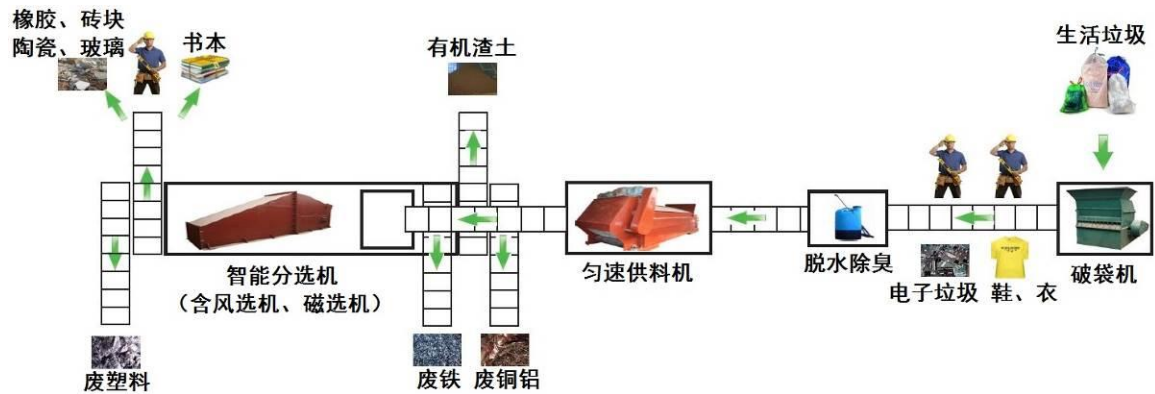 橡胶、砖块
陶瓷、玻璃
书本
有机渣土
生活垃圾
智能分选机
（含风选机、磁选机）
匀速供料机
脱水除臭
破袋机
电子垃圾
鞋、衣
废塑料
废铁
废铜铝